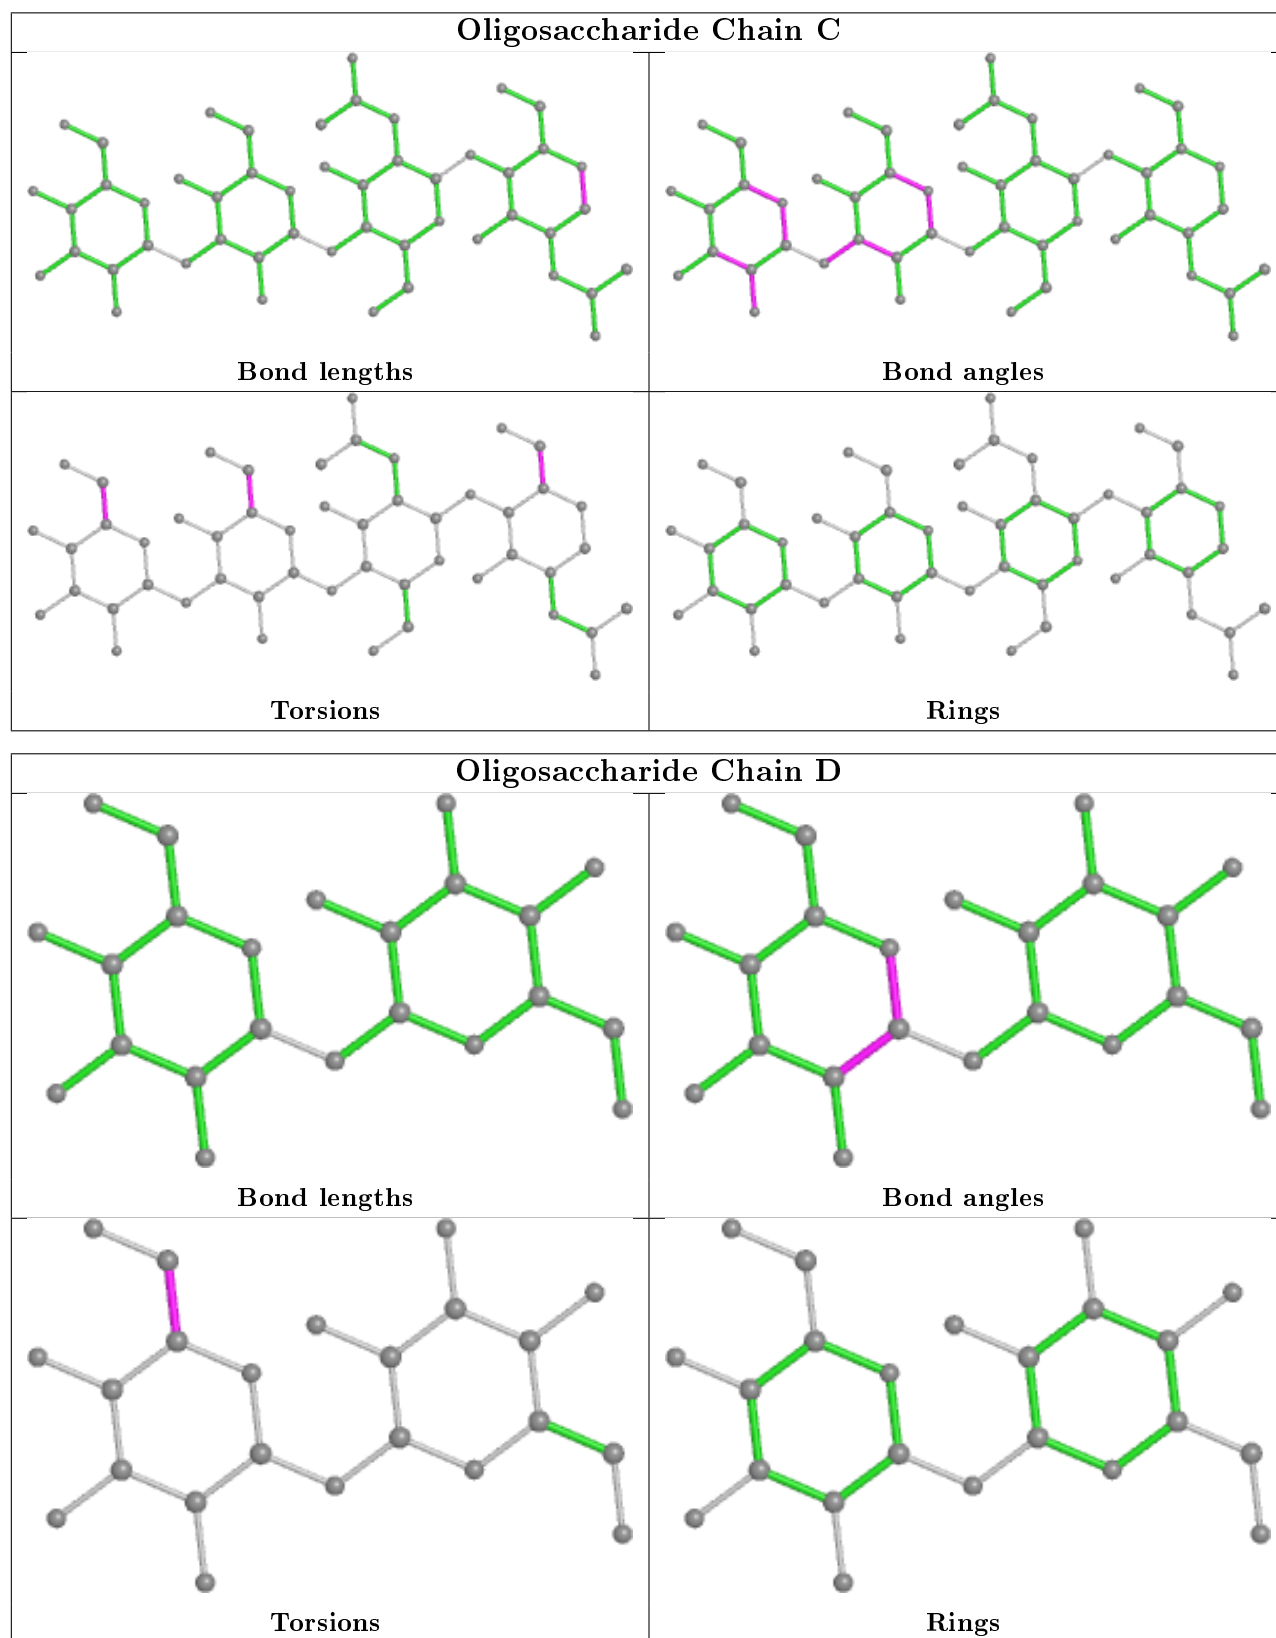 Oligosaccharide Chain C
Bond lengths
Bond angles
Torsions
Rings
Oligosaccharide Chain D
Bond lengths
Bond angles
Torsions
Rings